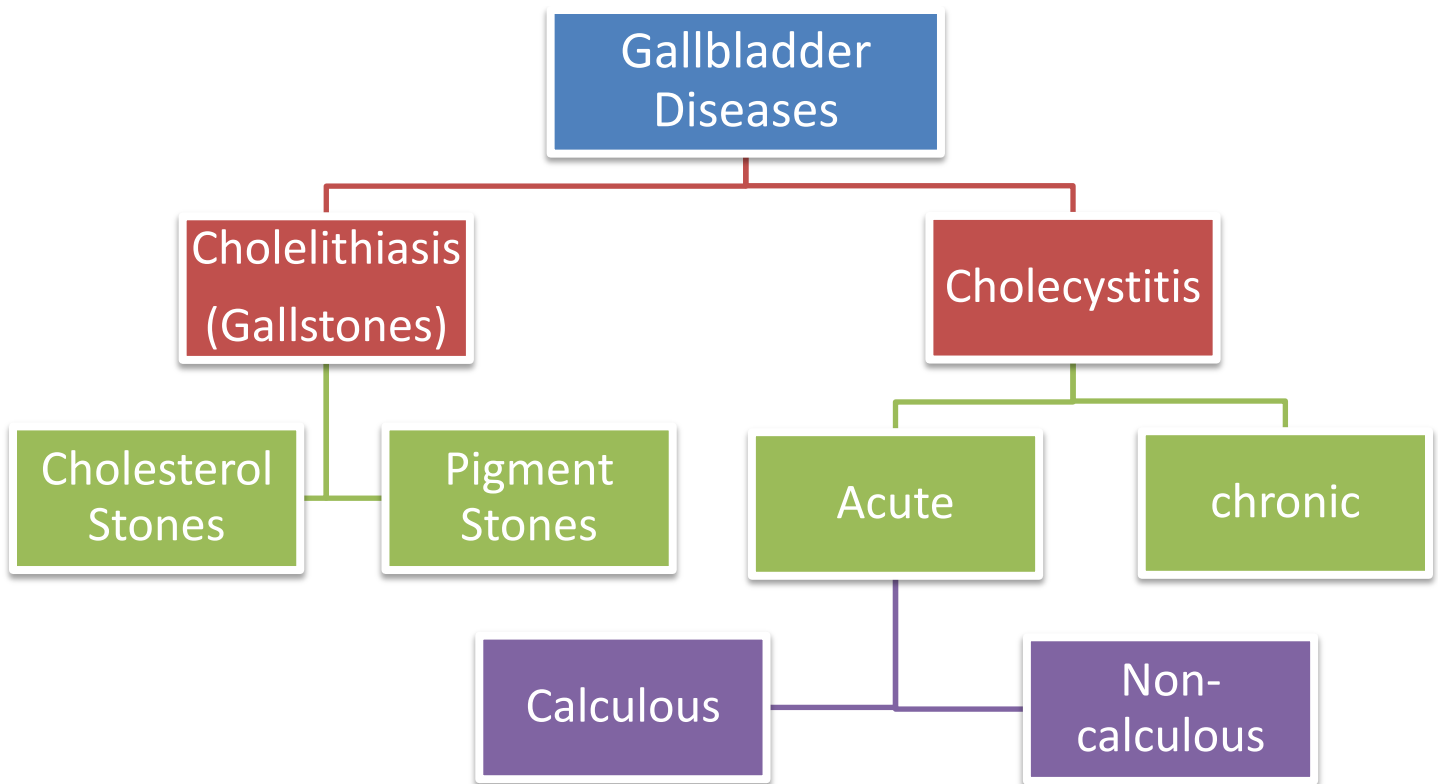 Gallbladder
Diseases
Cholelithiasis
(Gallstones)
Cholecystitis
Cholesterol
Stones
Pigment
Stones
Acute
chronic
Calculous
Non-
calculous